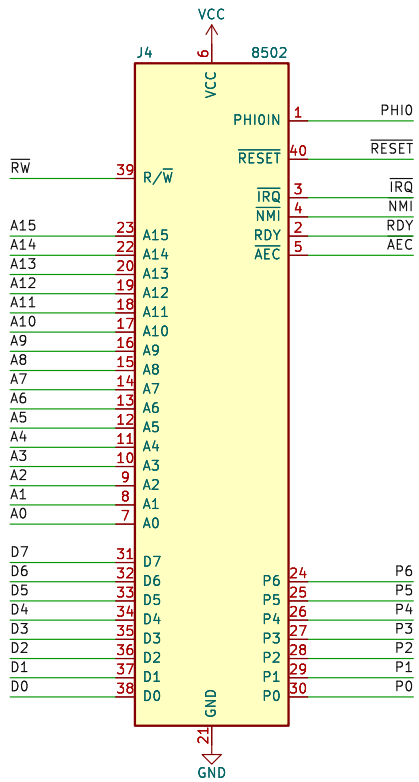 VCC
J4 6 8502
VCC
PHI0IN 1 PHI0
RESET 40 RESET
RW 39 R/W
IRQ 3 IRQ
NMI 4 NMI
A15 23 A15 RDY 2 RDY
A14 22 A14 AEC 5 AEC
A13 20 A13
A12 19 A12
A11 18 A11
A10 17 A10
A9 16 A9
A8 15 A8
A7 14 A7
A6 13 A6
A5 12 A5
A4 11 A4
A3 10 A3
A2 9 A2
A1 8 A1
A0 7 A0
D7 31 D7
D6 32 D6 P6 24 P6
D5 33 D5 P5 25 P5
D4 34 D4 P4 26 P4
D3 35 D3 P3 27 P3
D2 36 D2 P2 28 P2
D1 37 D1 P1 29 P1
D0 38 D0 P0 30 P0
GND
21
GND